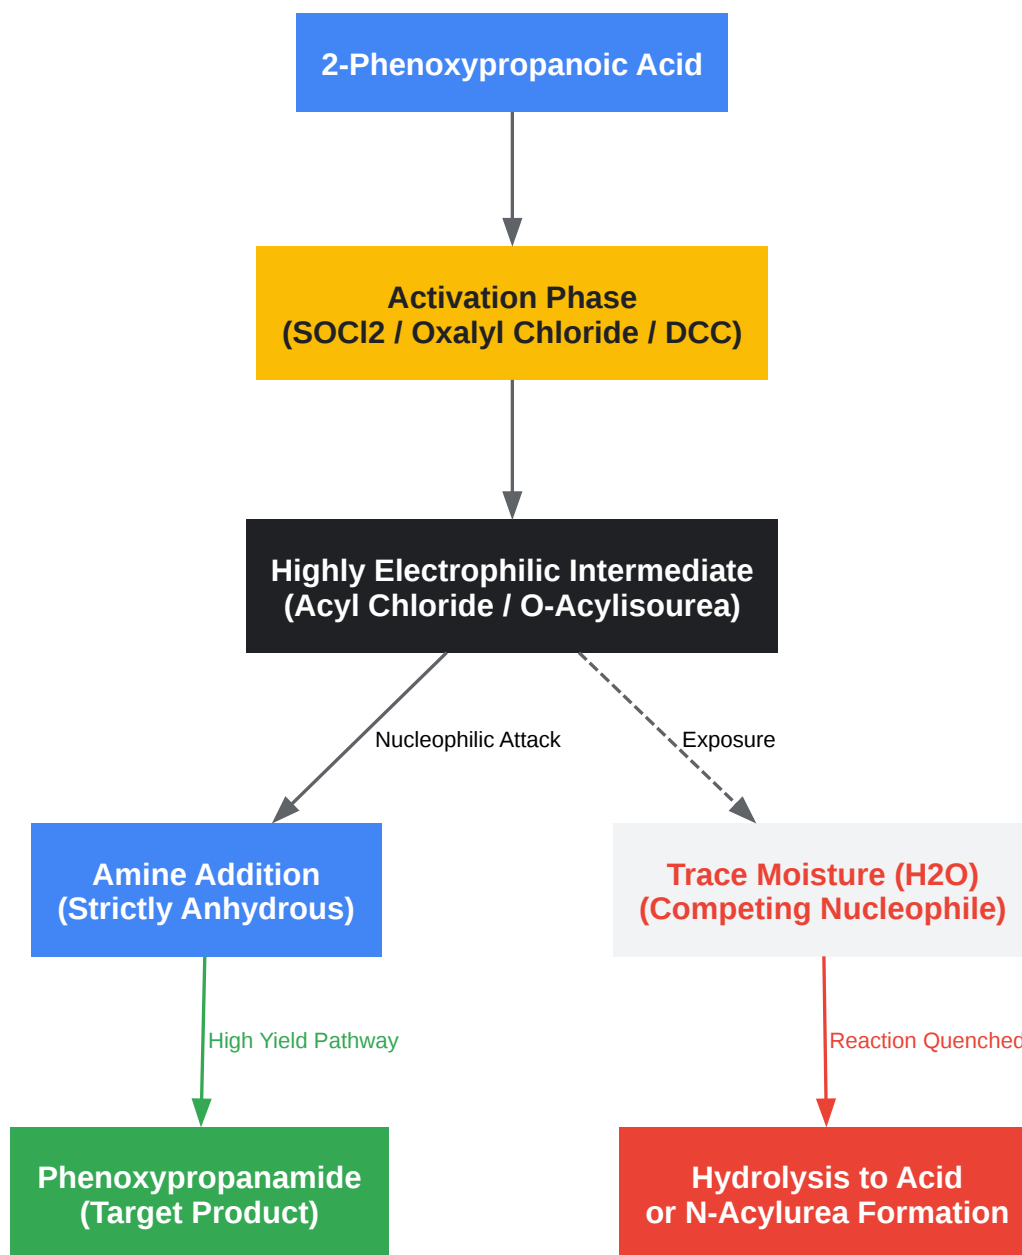 2-Phenoxypropanoic Acid
Activation Phase
(SOCl2 / Oxalyl Chloride / DCC)
Highly Electrophilic Intermediate
(Acyl Chloride / O-Acylisourea)
Nucleophilic Attack
Exposure
Amine Addition
(Strictly Anhydrous)
Trace Moisture (H2O)
(Competing Nucleophile)
High Yield Pathway
Reaction Quenched
Phenoxypropanamide
(Target Product)
Hydrolysis to Acid
or N-Acylurea Formation